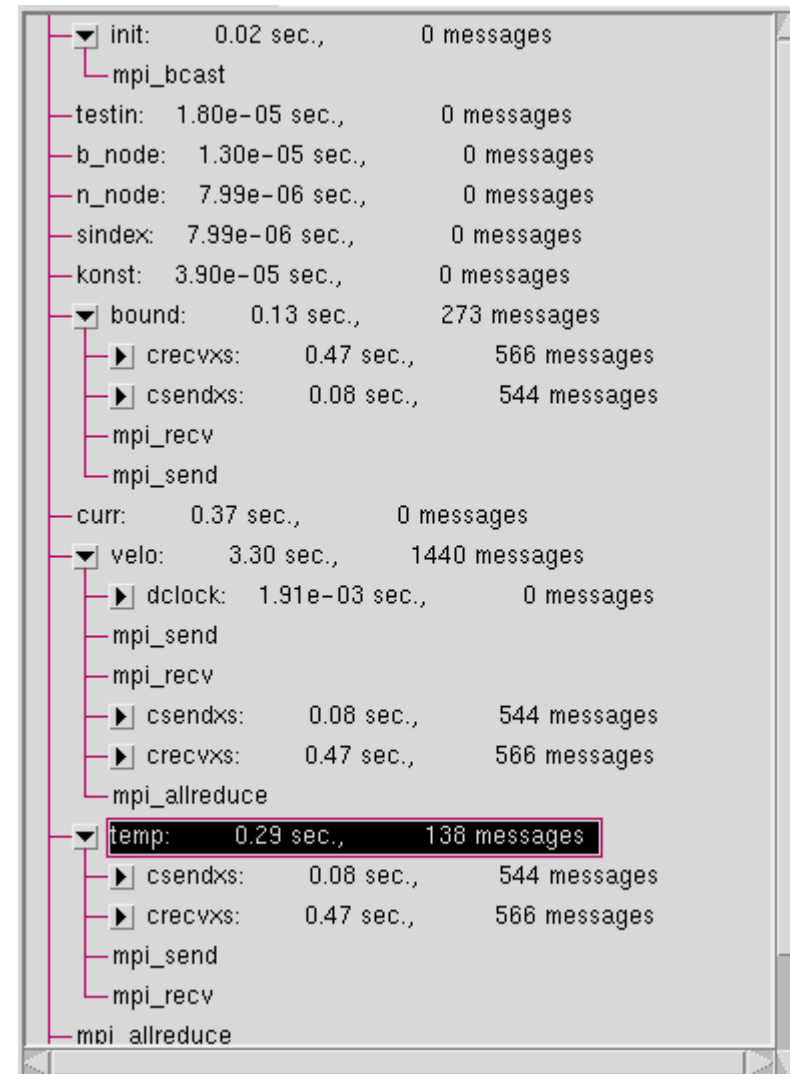 init: 0.02 sec., 0 messages
mpi_bcast
testin: 1.80e-05 sec., 0 messages
b_node: 1.30e-05 sec., 0 messages
n_node: 7.99e-06 sec., 0 messages
sindex: 7.99e-06 sec., 0 messages
konst: 3.90e-05 sec., 0 messages
bound: 0.13 sec., 273 messages
crecvxs: 0.47 sec., 566 messages
csendxs: 0.08 sec., 544 messages
mpi_recv
mpi_send
curr: 0.37 sec., 0 messages
velo: 3.30 sec., 1440 messages
dclock: 1.91e-03 sec., 0 messages
mpi_send
mpi_recv
csendxs: 0.08 sec., 544 messages
crecvxs: 0.47 sec., 566 messages
mpi_allreduce
temp: 0.29 sec., 138 messages
csendxs: 0.08 sec., 544 messages
crecvxs: 0.47 sec., 566 messages
mpi_send
mpi_recv
mpi_allreduce